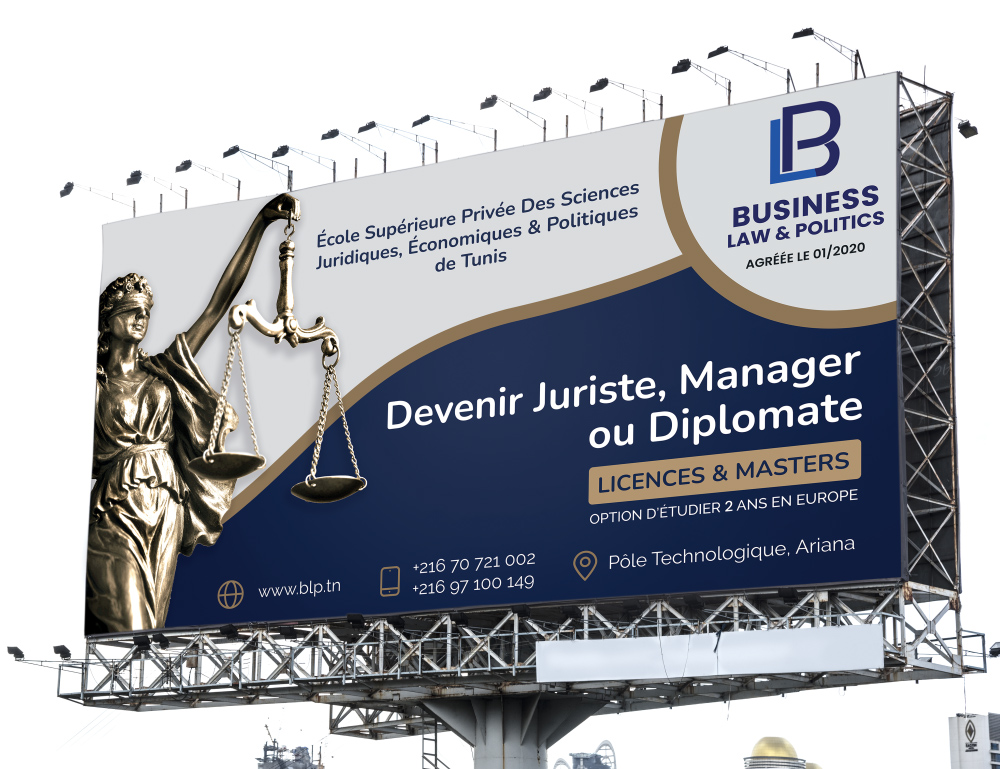 École Supérieure Privée Des Sciences
Juridiques, Économiques & Politiques
de Tunis
BUSINESS
LAW & POLITICS
AGRÉÉE LE 01/2020
Devenir Juriste, Manager
ou Diplomate
LICENCES & MASTERS
OPTION D'ÉTUDIER 2 ANS EN EUROPE
www.blp.tn
+216 70 721 002
+216 97 100 149
Pôle Technologique, Ariana